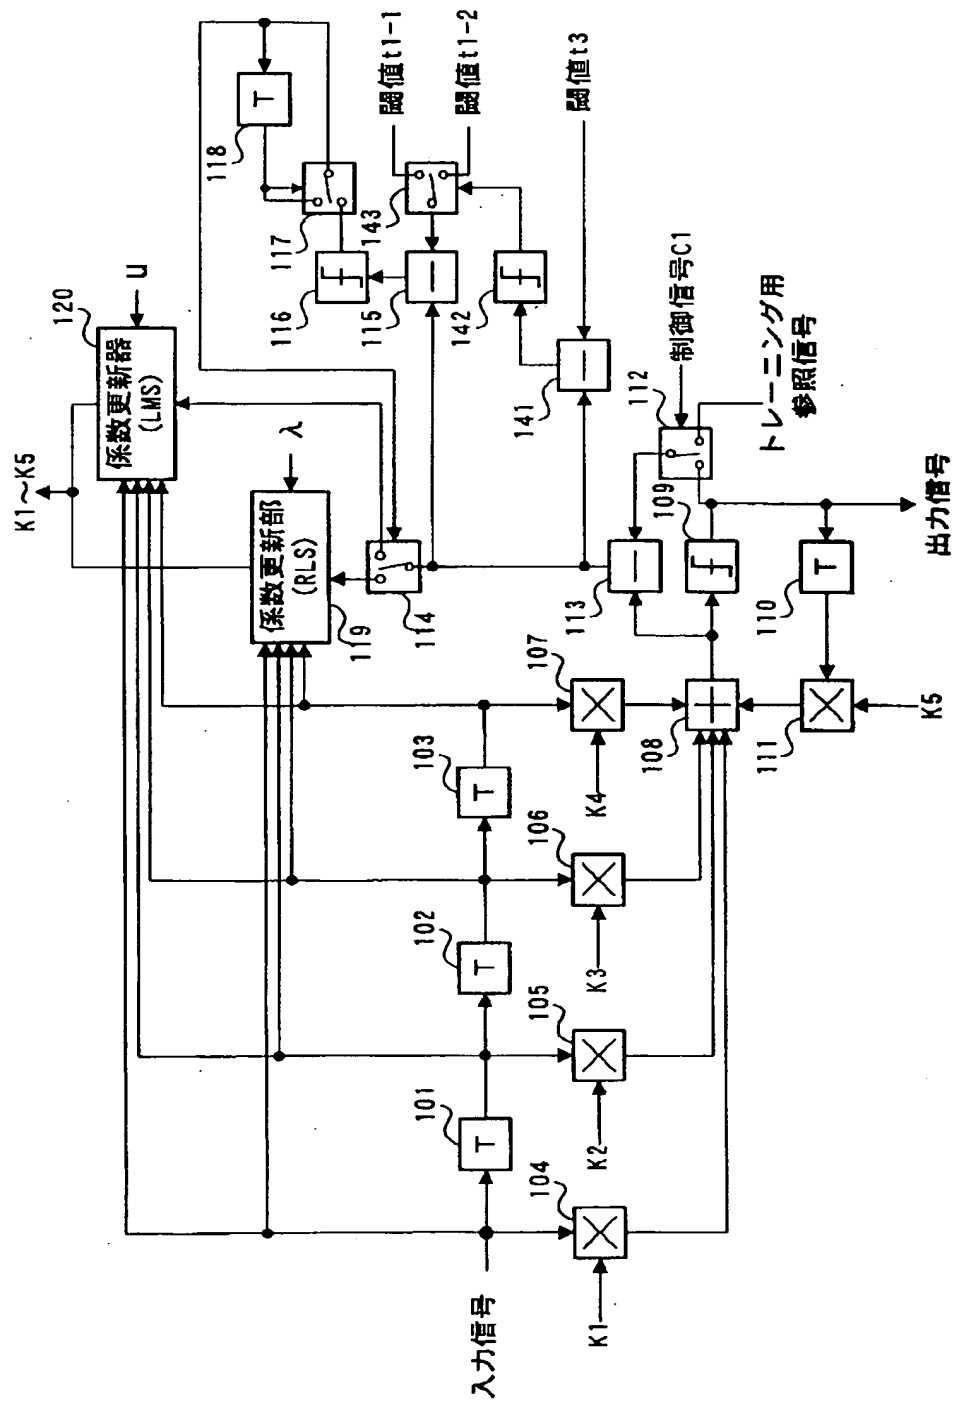 K1～K5
120
係数更新器
(LMS)
u
118
T
係数更新部
(RLS)
λ
119
117
116
114
143
115
閾値t1-1
閾値t1-2
142
101
T
102
T
103
T
141
閾値t3
入力信号
104
105
106
107
113
K1
K2
K3
K4
108
109
112
制御信号C1
110
T
111
トレーニング用
参照信号
K5
出力信号